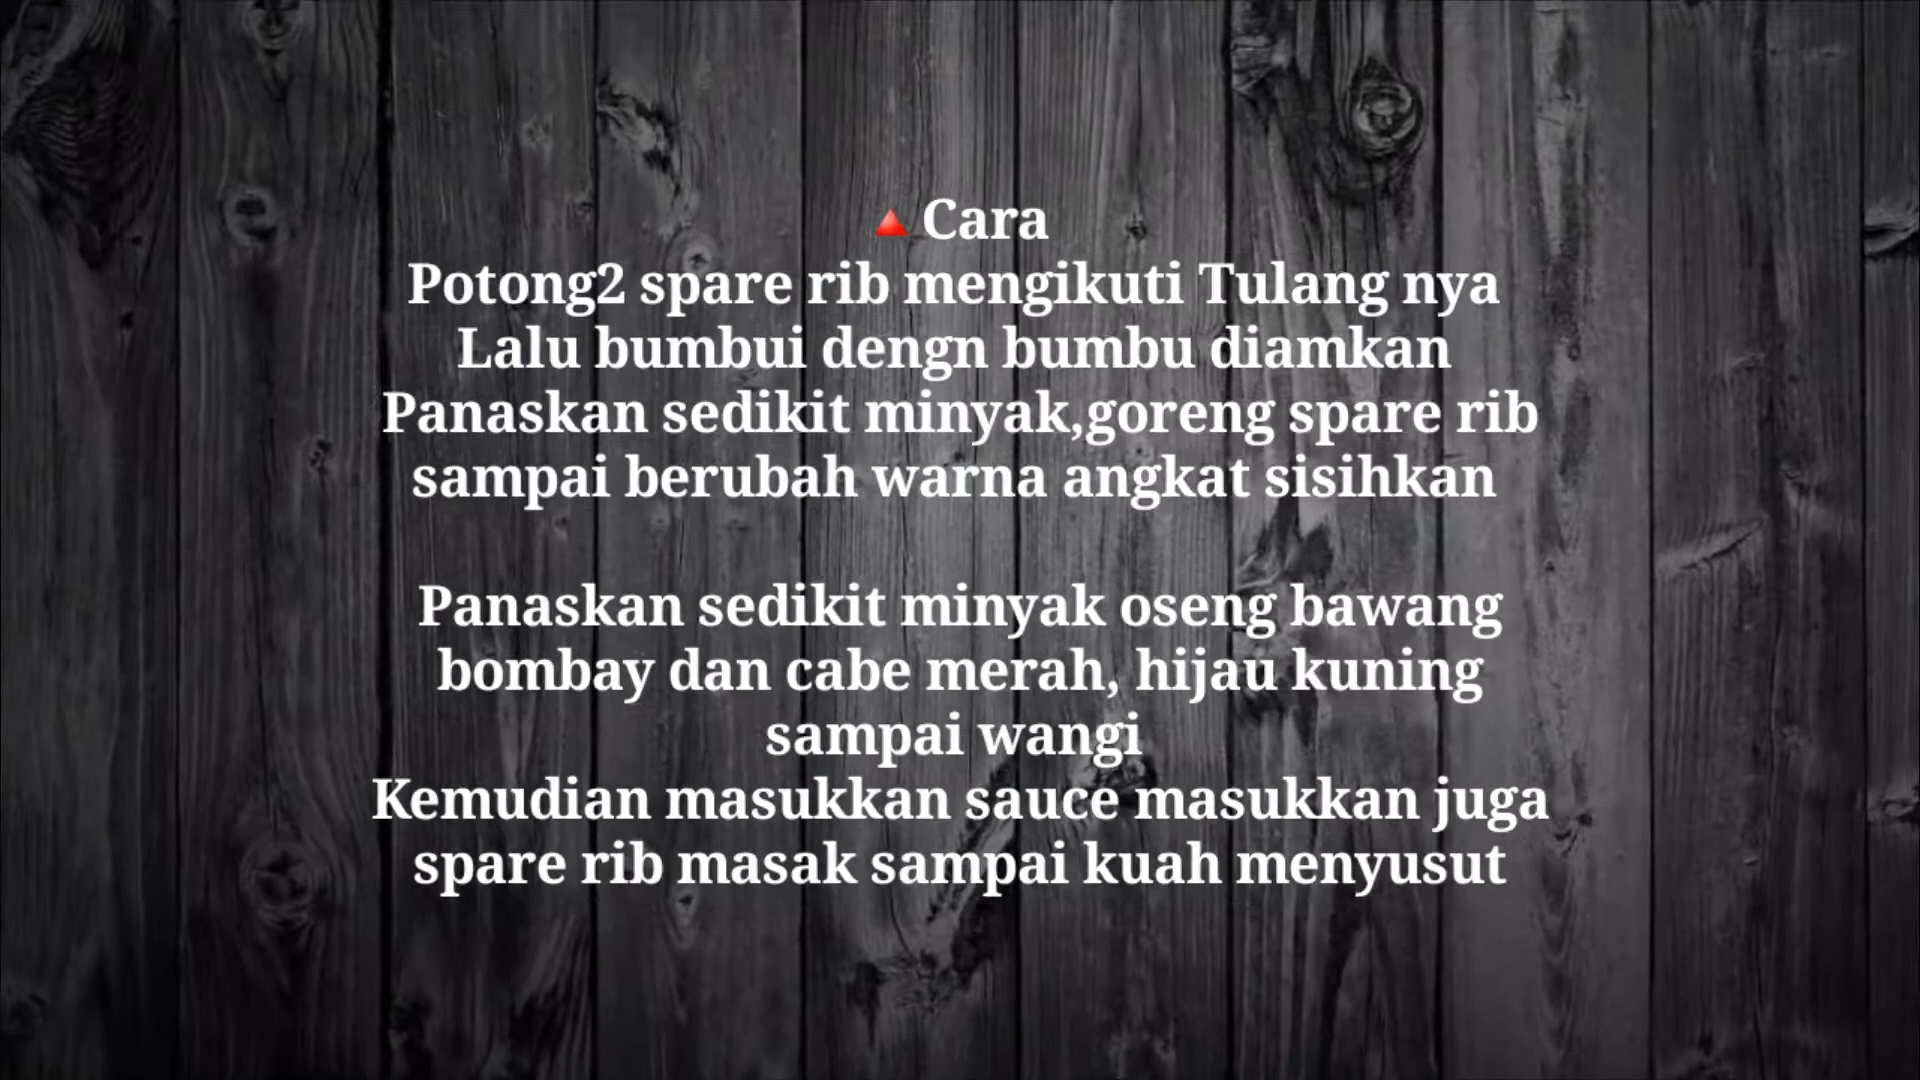 🔺Cara
Potong2 spare rib mengikuti Tulang nya
Lalu bumbui dengn bumbu diamkan
Panaskan sedikit minyak,goreng spare rib
sampai berubah warna angkat sisihkan
Panaskan sedikit minyak oseng bawang
bombay dan cabe merah, hijau kuning
sampai wangi
Kemudian masukkan sauce masukkan juga
spare rib masak sampai kuah menyusut